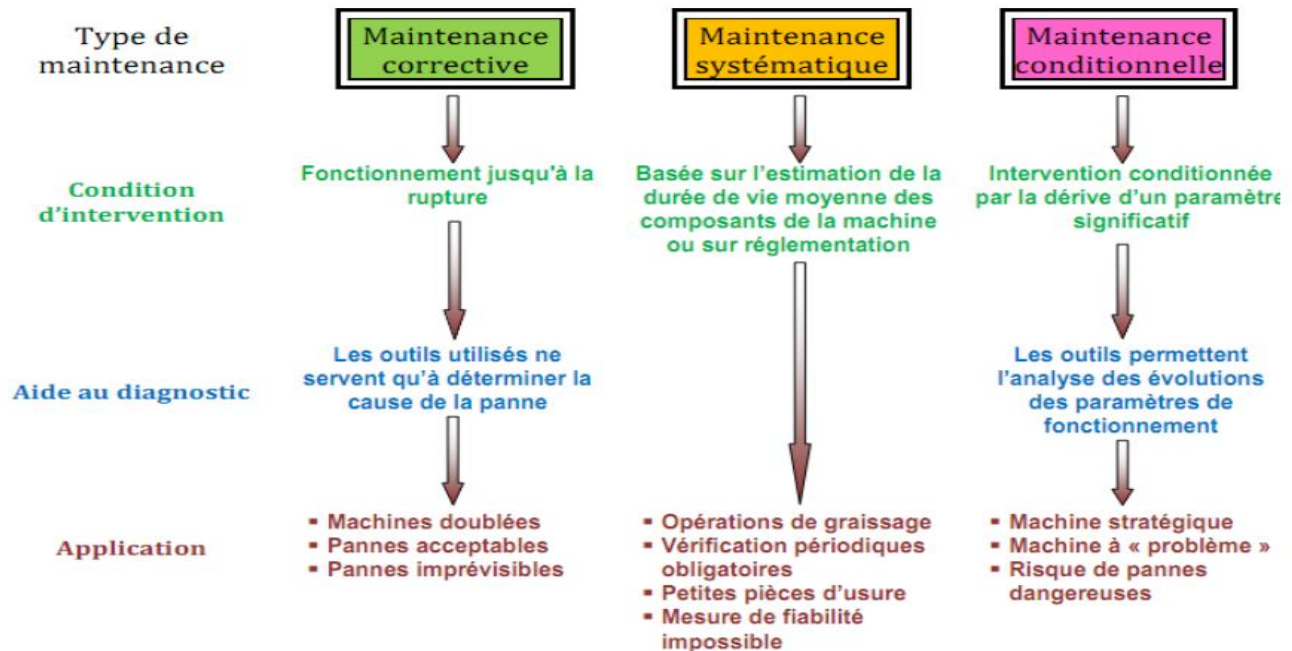 Type de
maintenance
Maintenance
corrective
Maintenance
systématique
Maintenance
conditionnelle
Condition
d'intervention
Fonctionnement jusqu'à la
rupture
Basée sur l'estimation de la
durée de vie moyenne des
composants de la machine
ou sur réglementation
Intervention conditionnée
par la dérive d'un paramètre
significatif
Aide au diagnostic
Les outils utilisés ne
servent qu'à déterminer la
cause de la panne
Les outils permettent
l'analyse des évolutions
des paramètres de
fonctionnement
Application
▪ Machines doublées
▪ Pannes acceptables
▪ Pannes imprévisibles
▪ Opérations de graissage
▪ Vérification périodiques
obligatoires
▪ Petites pièces d'usure
▪ Mesure de fiabilité
impossible
▪ Machine stratégique
▪ Machine à « problème »
▪ Risque de pannes
dangereuses